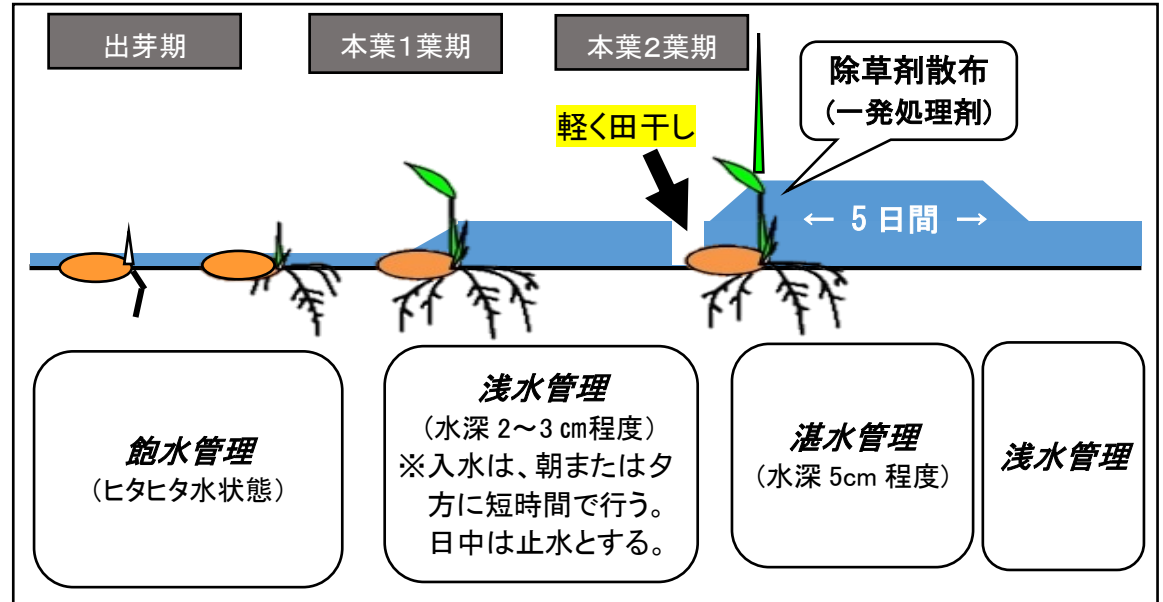 出芽期
本葉１葉期
本葉２葉期
除草剤散布
(一発処理剤)
軽く田干し
← 5 日間 →
飽水管理
（ヒタヒタ水状態）
浅水管理
（水深 2～3 ㎝程度）
※入水は、朝または夕
方に短時間で行う。
日中は止水とする。
湛水管理
（水深 5cm 程度）
浅水管理